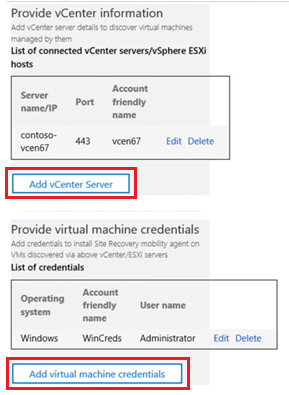 Provide vCenter information
Add vCenter server details to discover virtual machines
managed by them
List of connected vCenter servers/vSphere ESXi
hosts
Server name/IP Port Account friendly name
contoso-vcen67 443 vcen67 Edit Delete
Add vCenter Server
Provide virtual machine credentials
Add credentials to install Site Recovery mobility agent on
VMs discovered via above vCenter/ESXi servers
List of credentials
Operating system Account friendly name User name
Windows WinCreds Administrator Edit Delete
Add virtual machine credentials